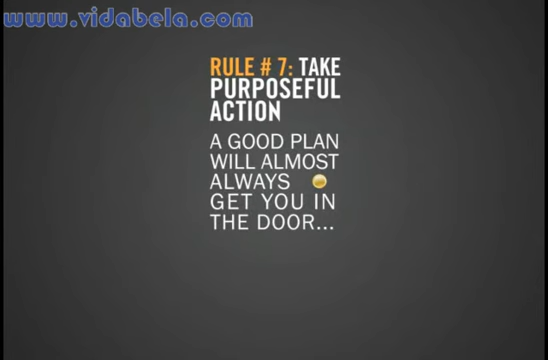 www.vidabela.com
RULE # 7: TAKE
PURPOSEFUL
ACTION
A GOOD PLAN
WILL ALMOST
ALWAYS
GET YOU IN
THE DOOR...